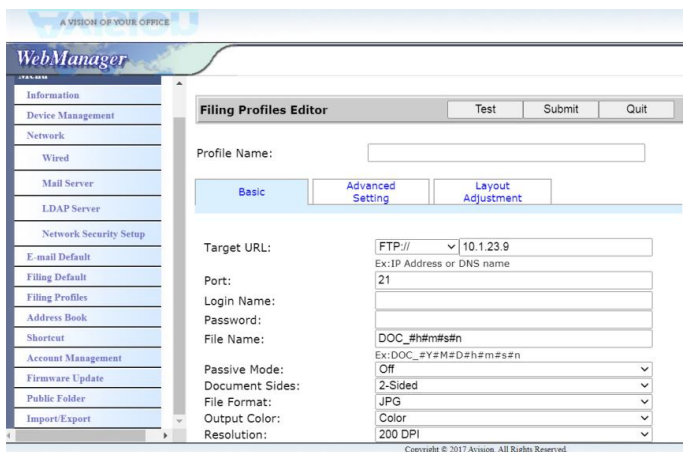 A VISION OF YOUR OFFICE
WebManager
Menu
Information
Device Management
Network
Wired
Mail Server
LDAP Server
Network Security Setup
E-mail Default
Filing Default
Filing Profiles
Address Book
Shortcut
Account Management
Firmware Update
Public Folder
Import/Export
Filing Profiles Editor Test Submit Quit
Profile Name:
Basic Advanced Setting Layout Adjustment
Target URL: FTP:// 10.1.23.9
Ex:IP Address or DNS name
Port: 21
Login Name:
Password:
File Name: DOC_#h#m#s#n
Ex:DOC_#Y#M#D#h#m#s#n
Passive Mode: Off
Document Sides: 2-Sided
File Format: JPG
Output Color: Color
Resolution: 200 DPI
Copyright © 2017 Avision. All Rights Reserved.